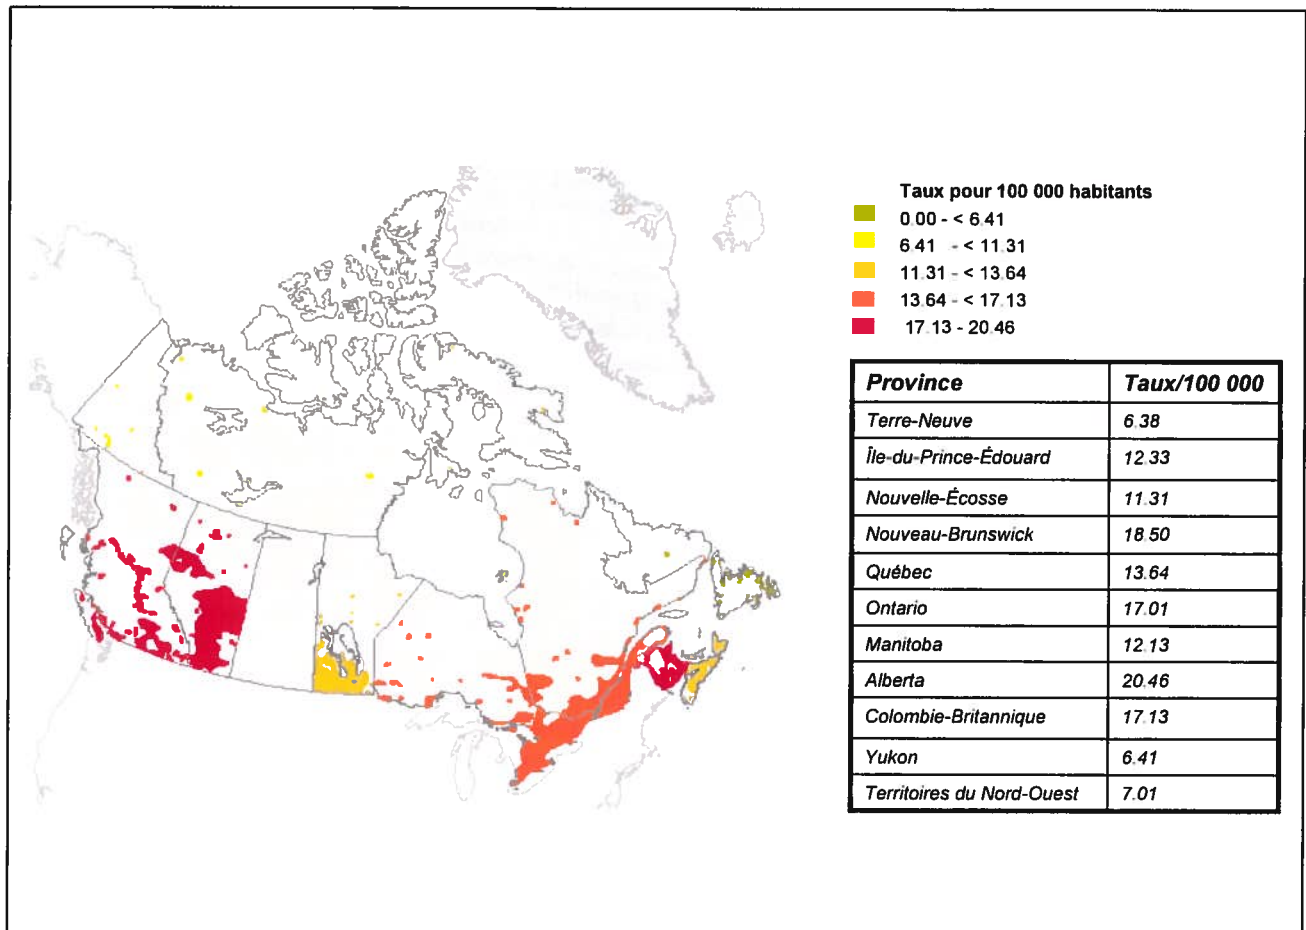 Taux pour 100 000 habitants
0.00 - < 6.41
6.41 - < 11.31
11.31 - < 13.64
13.64 - < 17.13
17.13 - 20.46
Province Taux/100 000
Terre-Neuve 6.38
Île-du-Prince-Édouard 12.33
Nouvelle-Écosse 11.31
Nouveau-Brunswick 18.50
Québec 13.64
Ontario 17.01
Manitoba 12.13
Alberta 20.46
Colombie-Britannique 17.13
Yukon 6.41
Territoires du Nord-Ouest 7.01